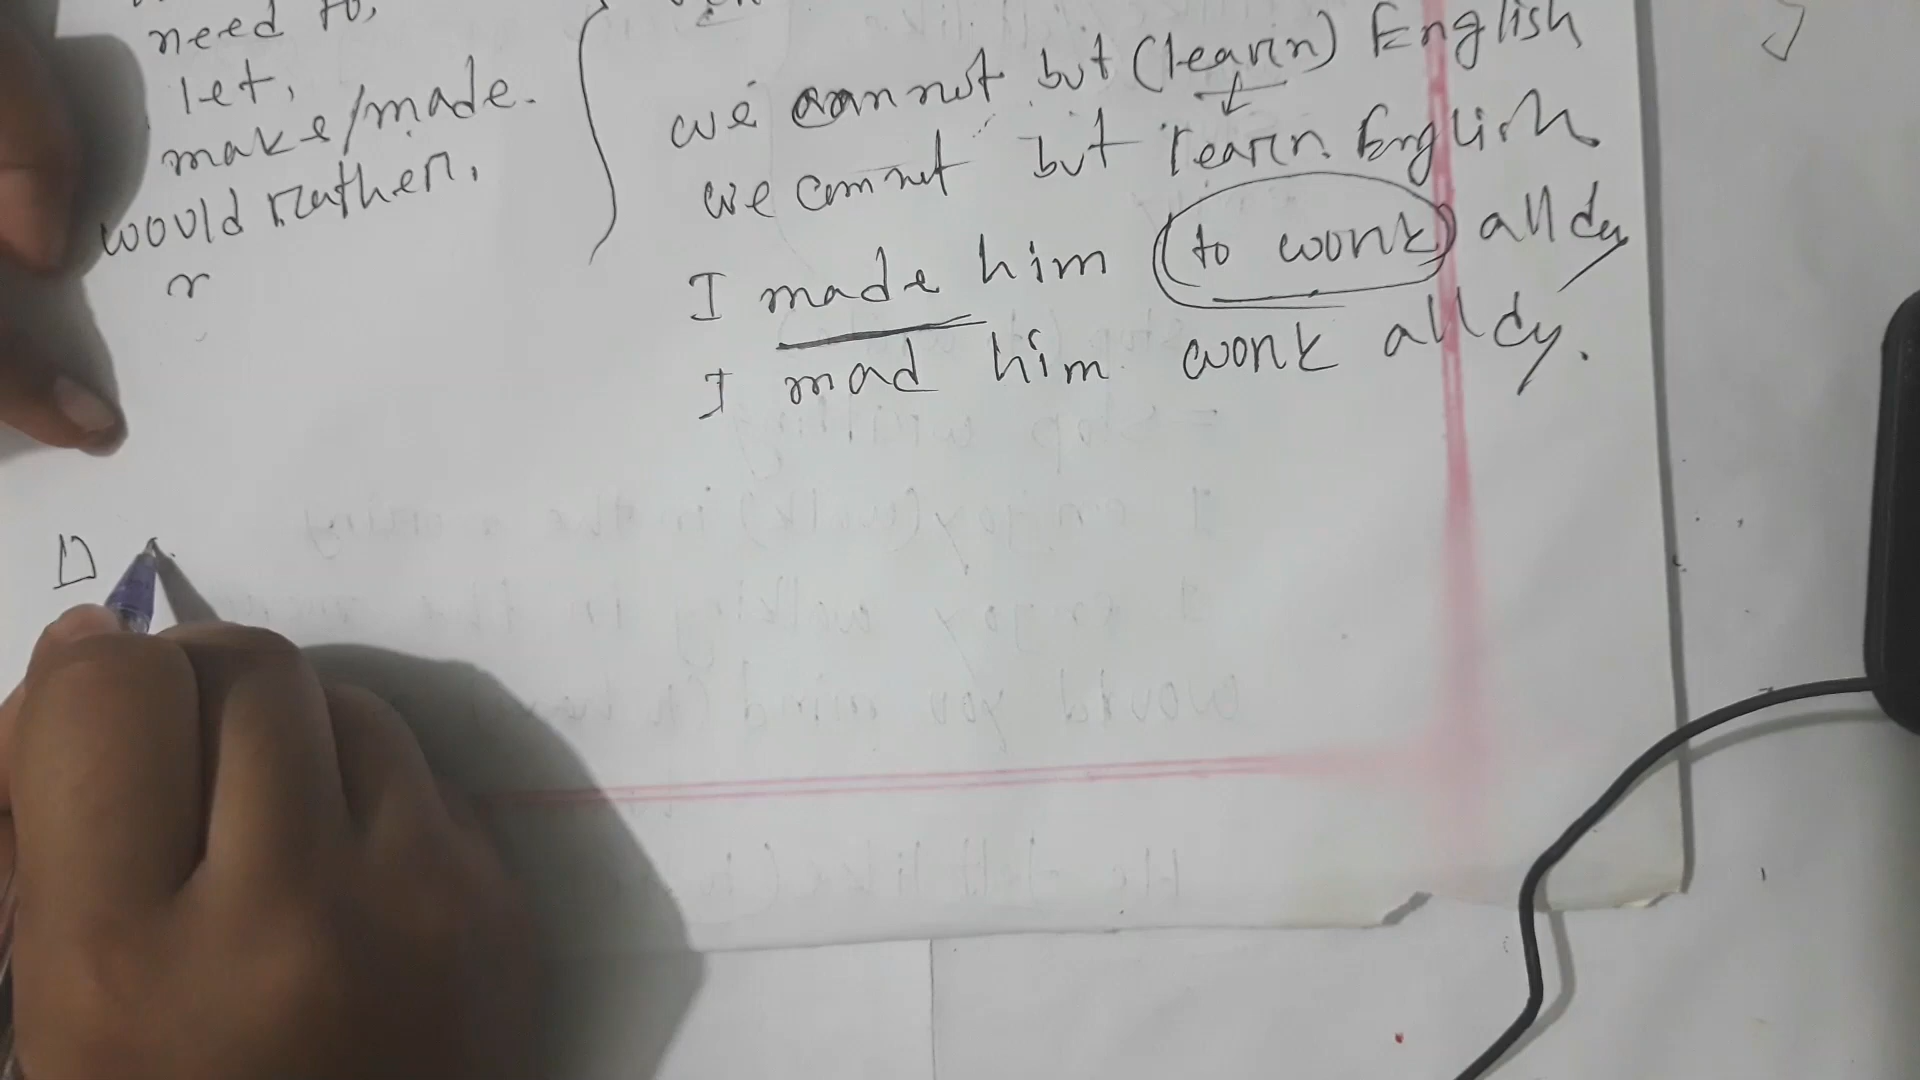 need to,
let,
make/made.
would rather,
r
we cannot but (learn) English
we cannot but learn English
I made him (to work) all dy
I mad him work all dy.
D